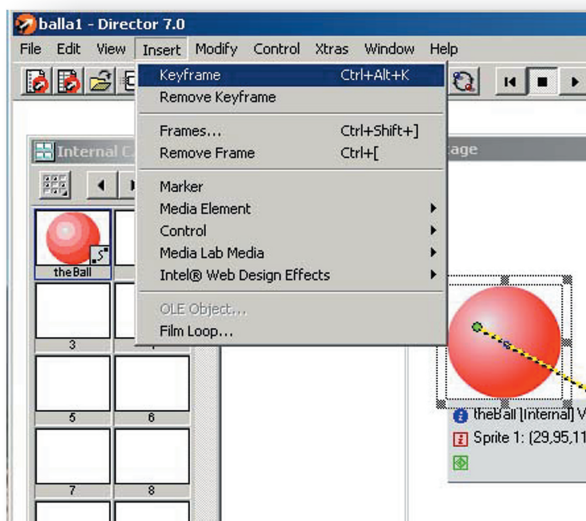 balla1 - Director 7.0
File Edit View Insert Modify Control Xtras Window Help
Keyframe Ctrl+Alt+K
Remove Keyframe
Frames... Ctrl+Shift+]
Remove Frame Ctrl+[
Marker
Media Element
Control
Media Lab Media
Intel® Web Design Effects
OLE Object...
Film Loop...
Internal C
age
theBall
3
5 6
7 8
theBall [Internal] V
Sprite 1: (29,95,11